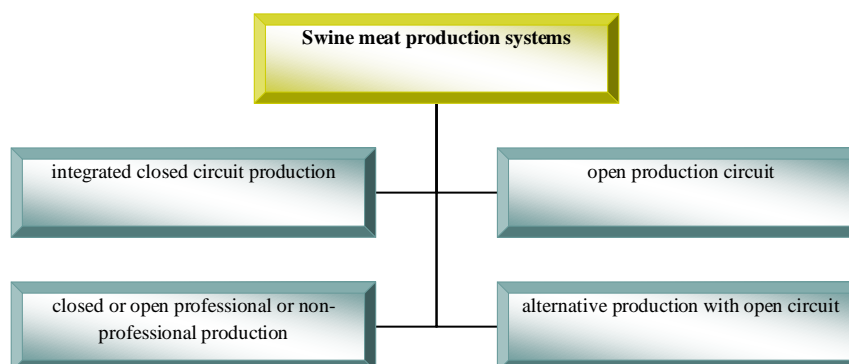 Swine meat production systems
integrated closed circuit production
open production circuit
closed or open professional or non-
professional production
alternative production with open circuit